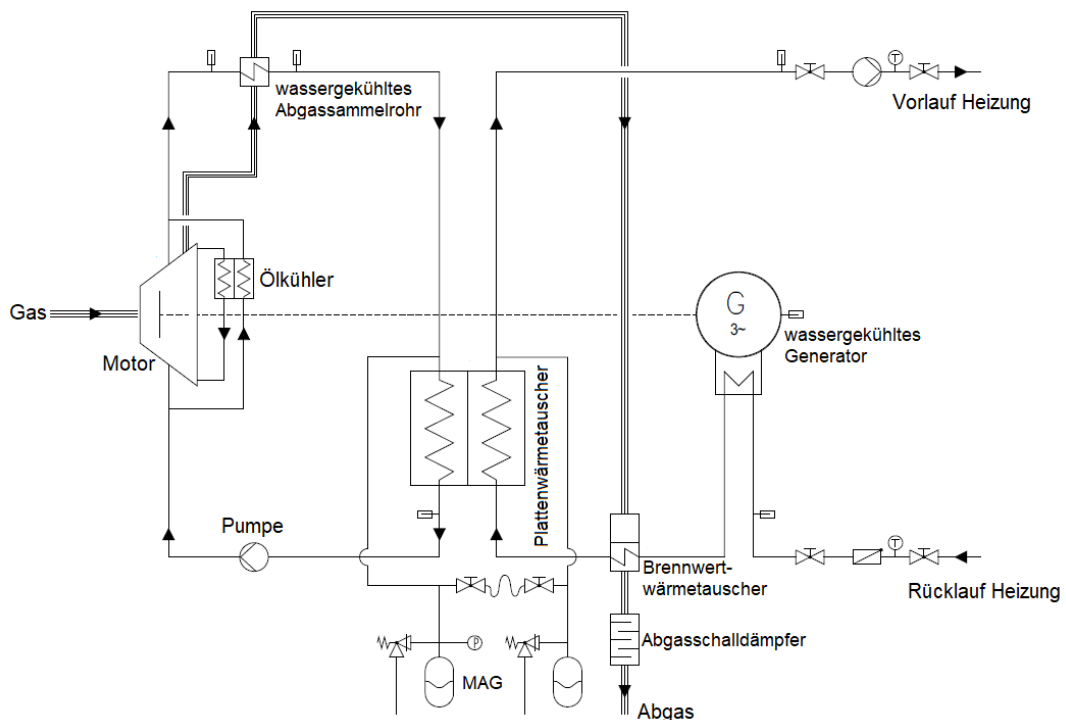 wassergekühltes
Abgassammelrohr
T
Vorlauf Heizung
Ölkühler
Gas
Motor
G
3~
wassergekühltes
Generator
Plattenwärmetauscher
Pumpe
T
Rücklauf Heizung
Brennwert-
wärmetauscher
P
Abgasschalldämpfer
MAG
Abgas